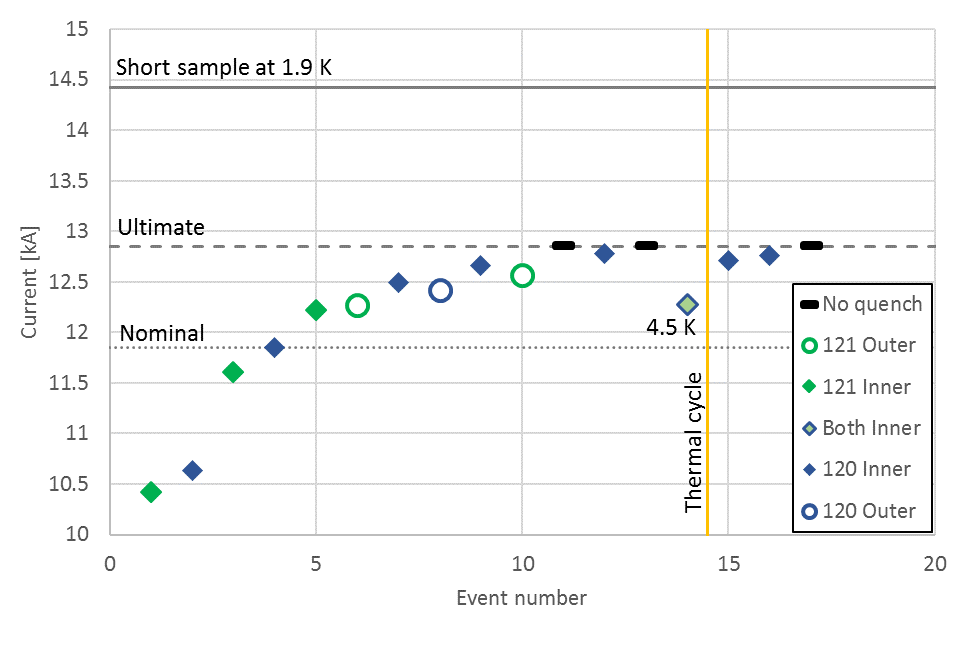 15
Short sample at 1.9 K
14.5
14
13.5
Ultimate
13
Current [kA]
12.5
No quench
4.5 K
Nominal
12
121 Outer
11.5
121 Inner
Thermal cycle
11
Both Inner
120 Inner
10.5
120 Outer
10
0
5
10
15
20
Event number